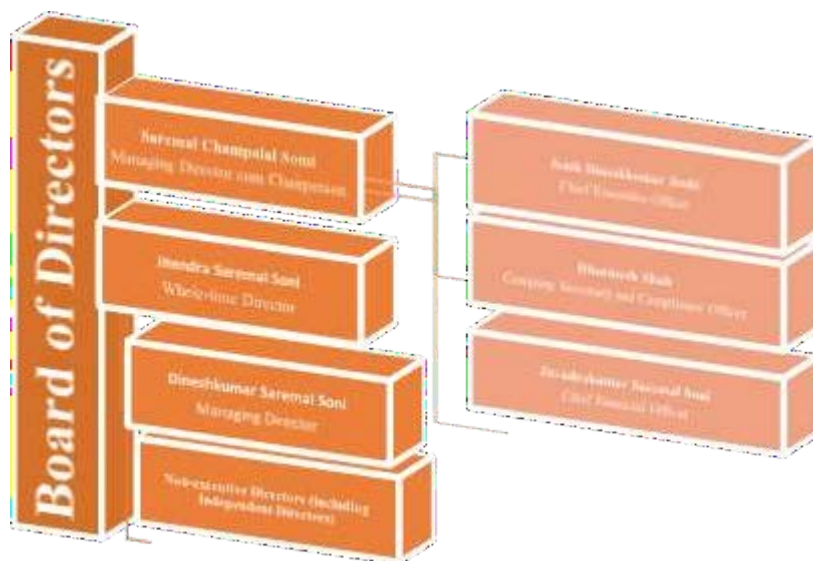 Board of Directors
Saremal Champalal Soni
Managing Director cum Chairperson
Jitendra Saremal Soni
Whole-time Director
Dineshkumar Saremal Soni
Managing Director
Non-executive Directors (including
Independent Directors)
Chief Executive Officer
Shah
Company Secretary and Compliance Officer
Saremal Soni
Chief Financial Officer